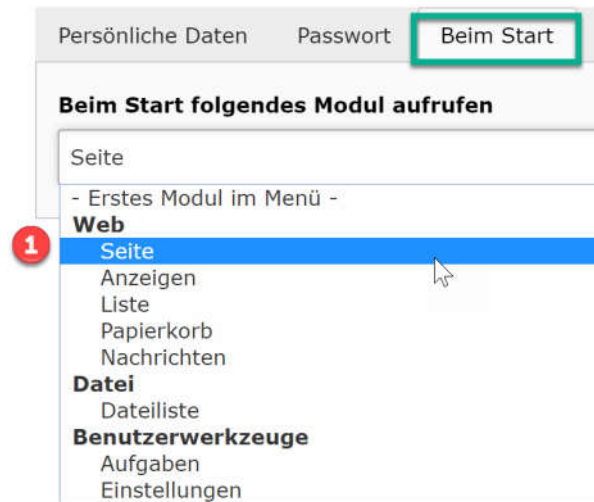 Persönliche Daten Passwort Beim Start
Beim Start folgendes Modul aufrufen
Seite
- Erstes Modul im Menü -
Web
1 Seite
Anzeigen
Liste
Papierkorb
Nachrichten
Datei
Dateiliste
Benutzerwerkzeuge
Aufgaben
Einstellungen